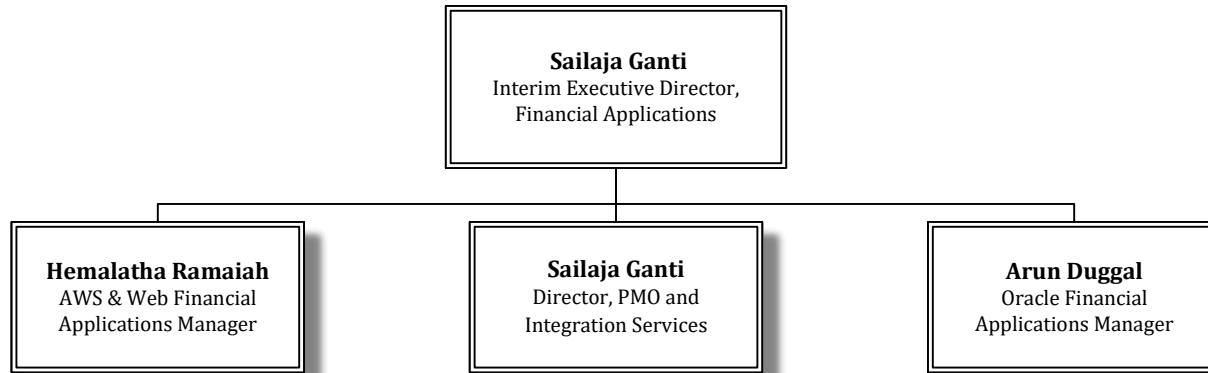 Sailaja Ganti
Interim Executive Director,
Financial Applications
Hemalatha Ramaiah
AWS & Web Financial
Applications Manager
Sailaja Ganti
Director, PMO and
Integration Services
Arun Duggal
Oracle Financial
Applications Manager